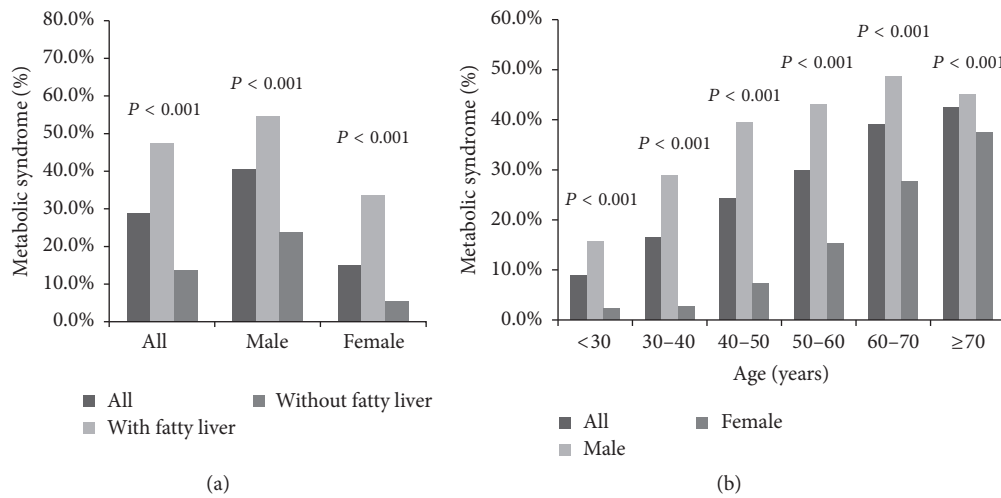 80.0%
70.0%
60.0%
50.0%
40.0%
30.0%
20.0%
10.0%
0.0%
Metabolic syndrome (%)
P < 0.001
P < 0.001
P < 0.001
All
Male
Female
All
Without fatty liver
With fatty liver
(a)
60.0%
50.0%
40.0%
30.0%
20.0%
10.0%
0.0%
Metabolic syndrome (%)
P < 0.001
P < 0.001
P < 0.001
P < 0.001
P < 0.001
P < 0.001
<30
30–40
40–50
50–60
60–70
≥70
Age (years)
All
Female
Male
(b)